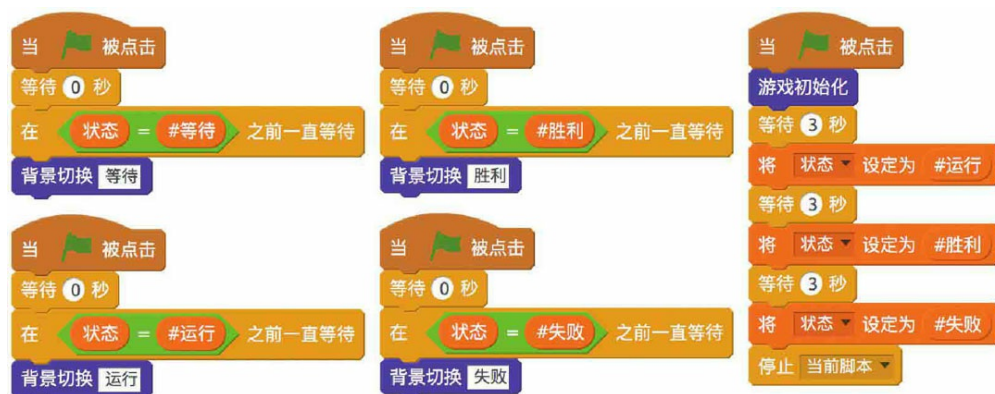 当 被点击
等待 0 秒
在 状态 = #等待 之前一直等待
背景切换 等待
当 被点击
等待 0 秒
在 状态 = #运行 之前一直等待
背景切换 运行
当 被点击
等待 0 秒
在 状态 = #胜利 之前一直等待
背景切换 胜利
当 被点击
等待 0 秒
在 状态 = #失败 之前一直等待
背景切换 失败
当 被点击
游戏初始化
等待 3 秒
将 状态 设定为 #运行
等待 3 秒
将 状态 设定为 #胜利
等待 3 秒
将 状态 设定为 #失败
停止 当前脚本